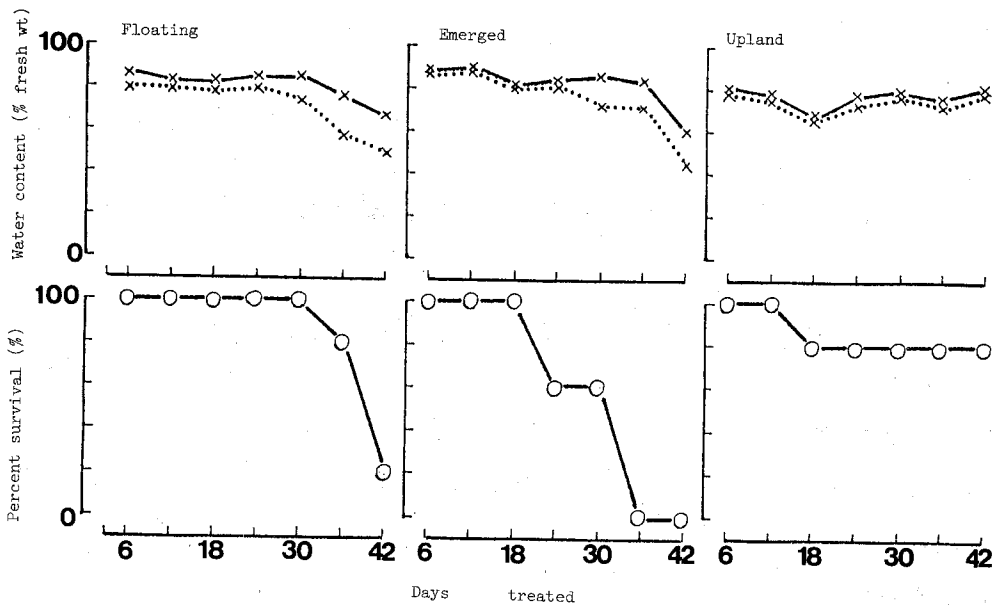 Floating
Emerged
Upland
Water content (% fresh wt)
100
0
Percent survival (%)
100
0
6 18 30 42
6 18 30 42
6 18 30 42
Days treated